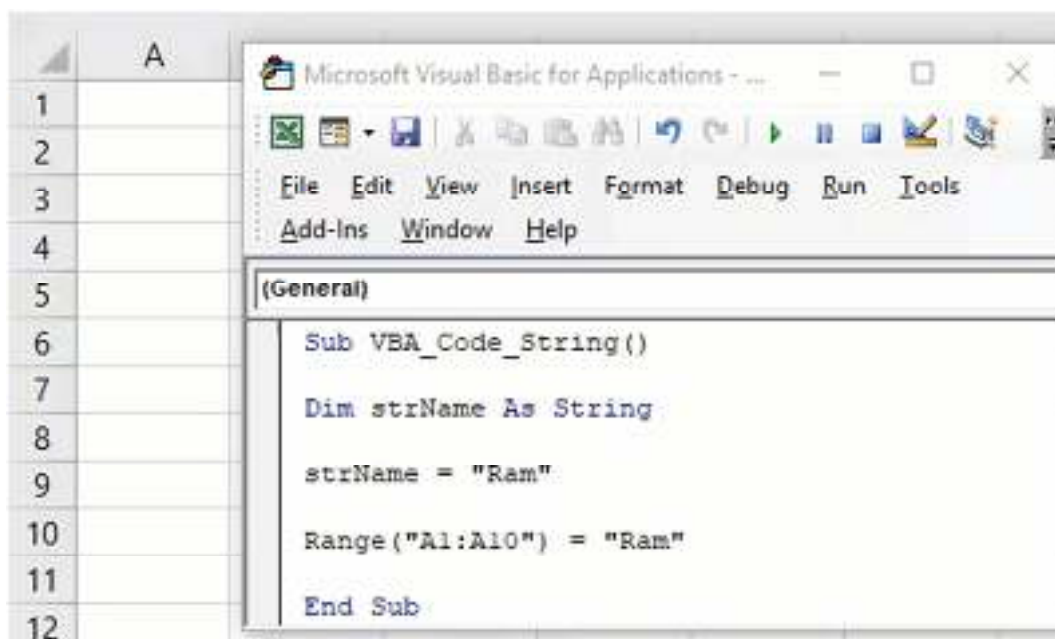 A
1
2
3
4
5
6
7
8
9
10
11
12
Microsoft Visual Basic for Applications - ...
File Edit View Insert Format Debug Run Tools
Add-Ins Window Help
(General)
Sub VBA_Code_String()
Dim strName As String
strName = "Ram"
Range("A1:A10") = "Ram"
End Sub